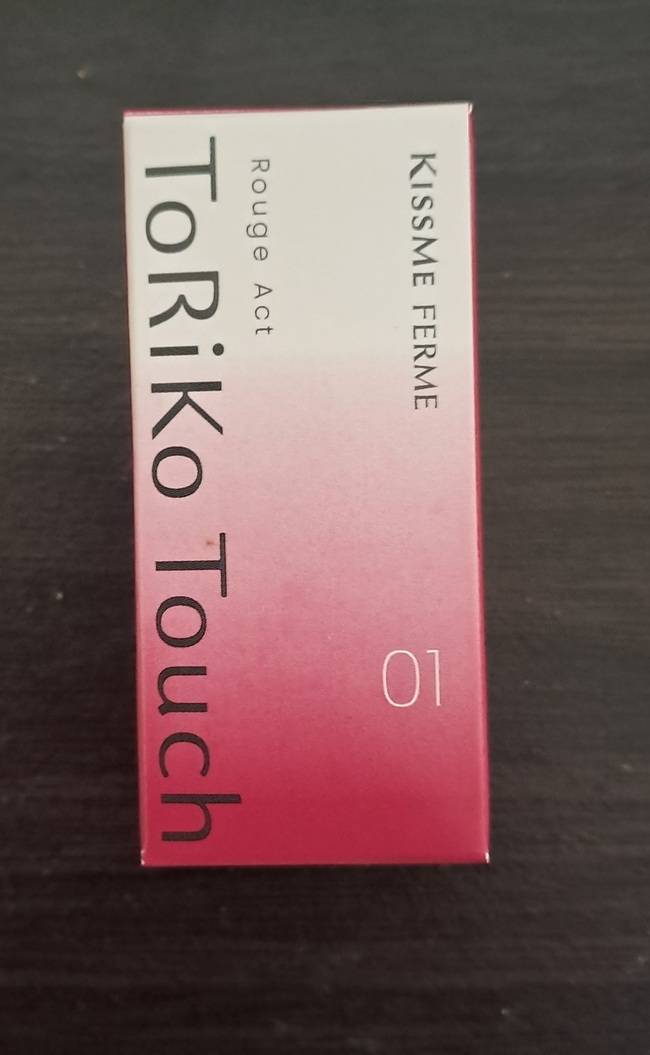 KISSME FERME
Rouge Act
ToRiKo Touch
01